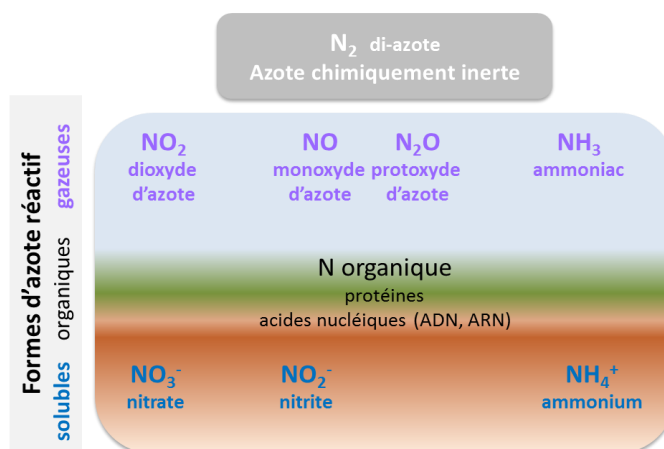 N₂ di-azote
Azote chimiquement inerte
Formes d'azote réactif
gazeuses
organiques
solubles
NO₂
dioxyde
d'azote
NO
monoxyde
d'azote
N₂O
protoxyde
d'azote
NH₃
ammoniac
N organique
protéines
acides nucléiques (ADN, ARN)
NO₃⁻
nitrate
NO₂⁻
nitrite
NH₄⁺
ammonium